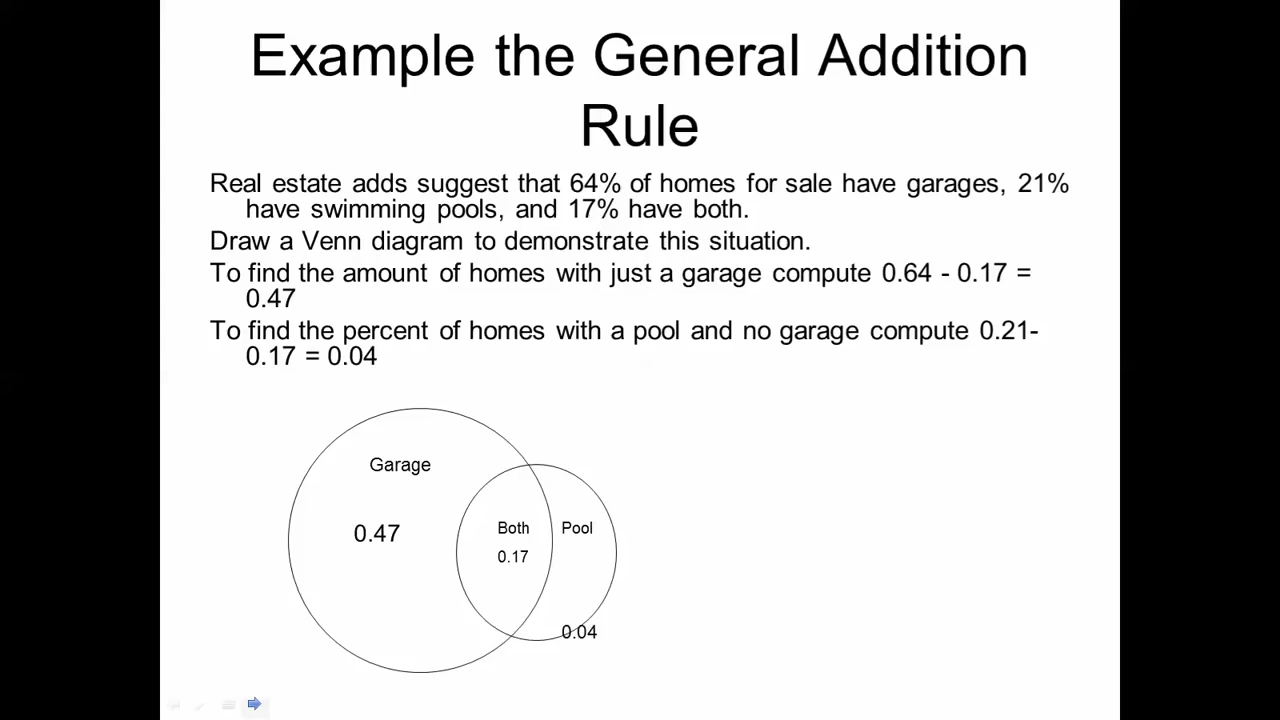 Example the General Addition
Rule
Real estate adds suggest that 64% of homes for sale have garages, 21%
have swimming pools, and 17% have both.
Draw a Venn diagram to demonstrate this situation.
To find the amount of homes with just a garage compute 0.64 - 0.17 =
0.47
To find the percent of homes with a pool and no garage compute 0.21-
0.17 = 0.04
Garage
0.47
Both
0.17
Pool
0.04